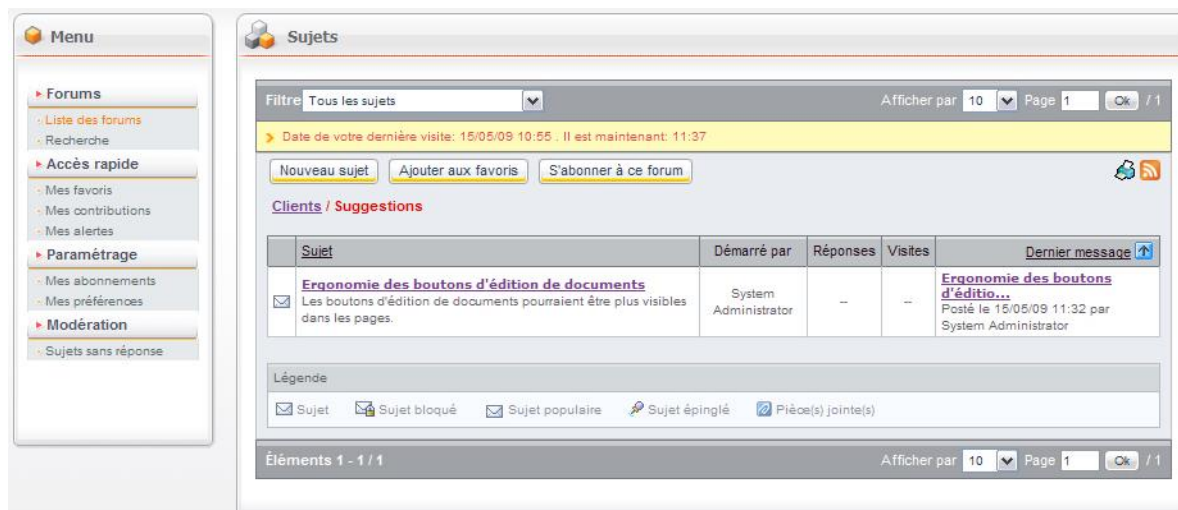 Menu
Forums
Liste des forums
Recherche
Accès rapide
Mes favoris
Mes contributions
Mes alertes
Paramétrage
Mes abonnements
Mes préférences
Modération
Sujets sans réponse
Sujets
Filtre Tous les sujets Afficher par 10 Page 1 Ok / 1
Date de votre dernière visite: 15/05/09 10:55 . Il est maintenant: 11:37
Nouveau sujet Ajouter aux favoris S'abonner à ce forum
Clients / Suggestions
Sujet Démarré par Réponses Visites Dernier message
Ergonomie des boutons d'édition de documents
Les boutons d'édition de documents pourraient être plus visibles
dans les pages.
System
Administrator
--
--
Ergonomie des boutons
d'éditio...
Posté le 15/05/09 11:32 par
System Administrator
Légende
Sujet Sujet bloqué Sujet populaire Sujet épinglé Pièce(s) jointe(s)
Éléments 1 - 1 / 1 Afficher par 10 Page 1 Ok / 1